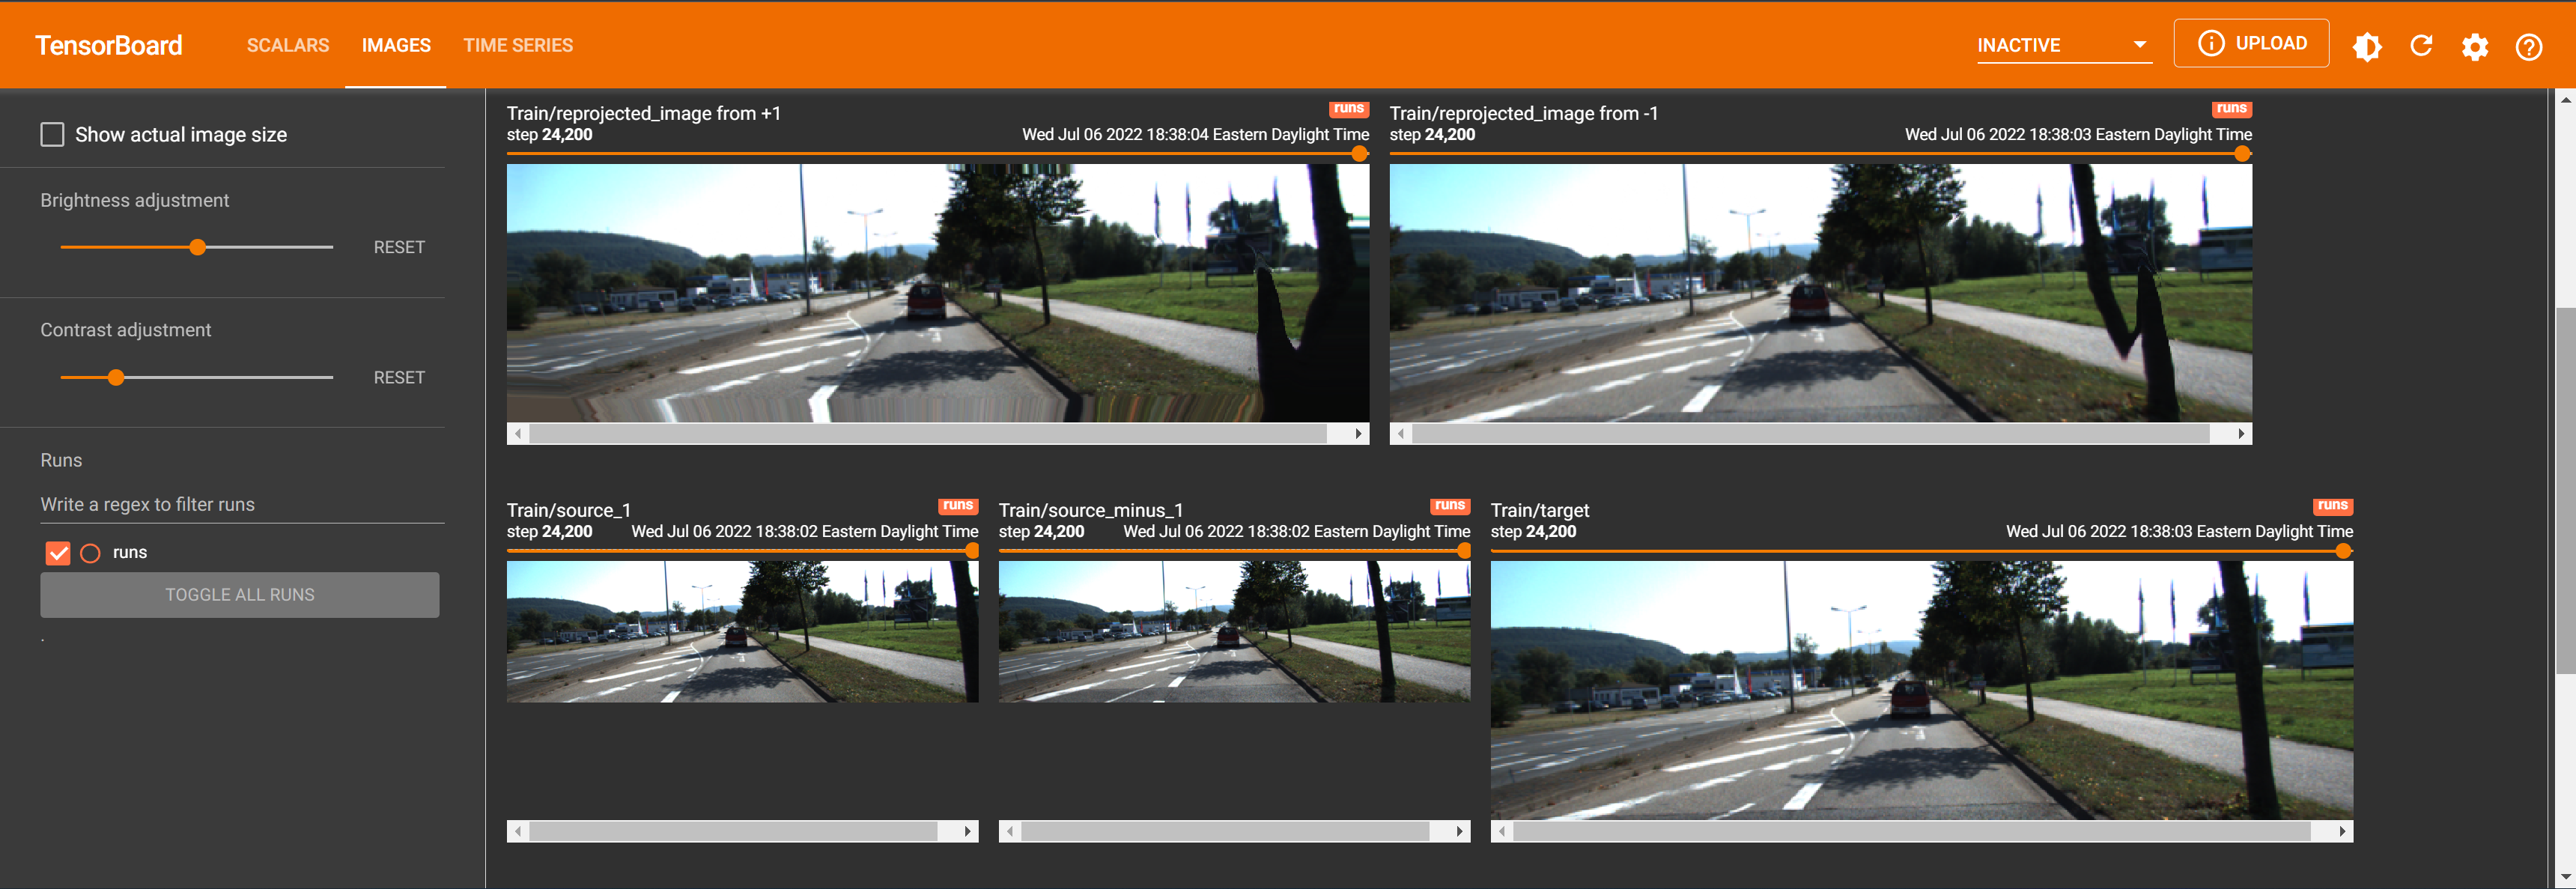 TensorBoard
SCALARS
IMAGES
TIME SERIES
INACTIVE
UPLOAD
Show actual image size
Brightness adjustment
RESET
Contrast adjustment
RESET
Runs
Write a regex to filter runs
runs
TOGGLE ALL RUNS
.
Train/reprojected_image from +1
runs
step 24,200
Wed Jul 06 2022 18:38:04 Eastern Daylight Time
Train/reprojected_image from -1
runs
step 24,200
Wed Jul 06 2022 18:38:03 Eastern Daylight Time
Train/source_1
runs
step 24,200
Wed Jul 06 2022 18:38:02 Eastern Daylight Time
Train/source_minus_1
runs
step 24,200
Wed Jul 06 2022 18:38:02 Eastern Daylight Time
Train/target
runs
step 24,200
Wed Jul 06 2022 18:38:03 Eastern Daylight Time